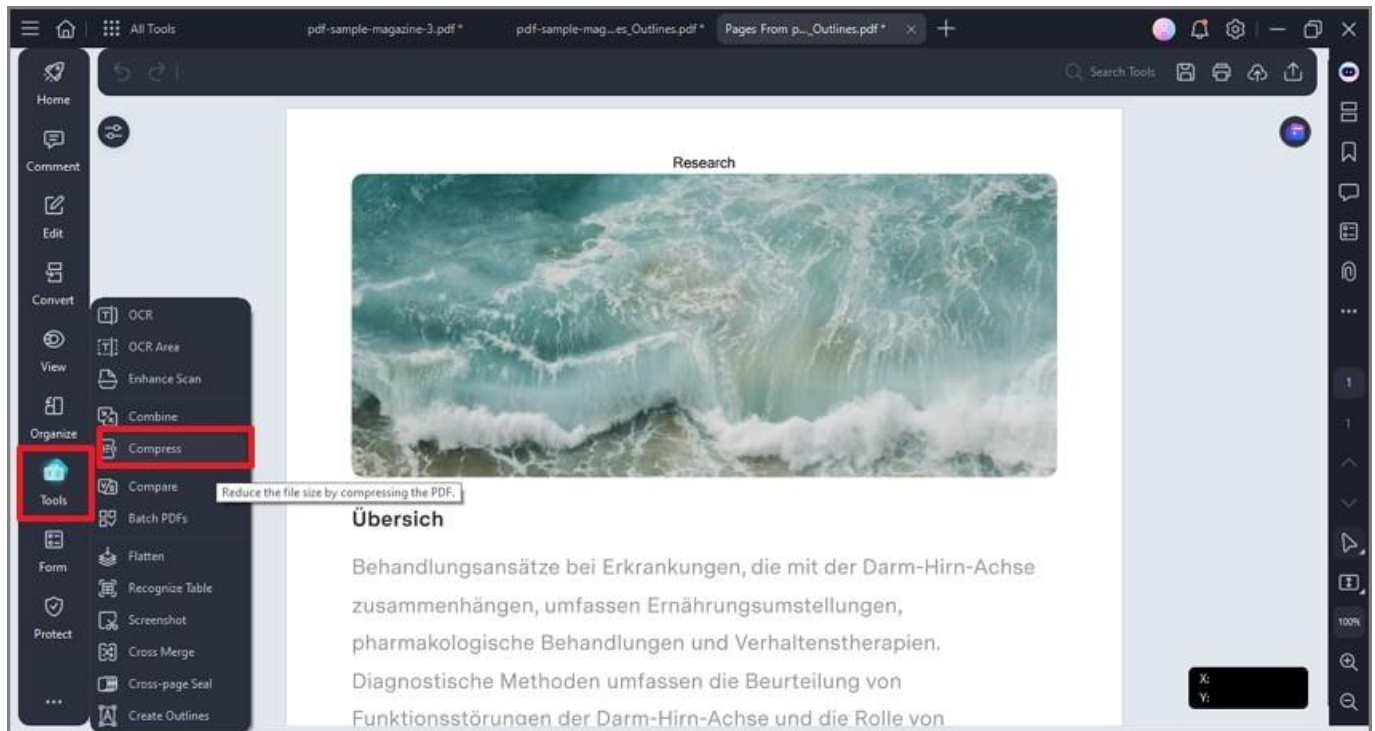 All Tools
pdf-sample-magazine-3.pdf *
pdf-sample-mag...es_Outlines.pdf *
Pages From p..._Outlines.pdf *
Search Tools
Home
Comment
Edit
Convert
View
Organize
Tools
Form
Protect
OCR
OCR Area
Enhance Scan
Combine
Compress
Compare
Batch PDFs
Flatten
Recognize Table
Screenshot
Cross Merge
Cross-page Seal
Create Outlines
Reduce the file size by compressing the PDF.
Research
Übersich
Behandlungsansätze bei Erkrankungen, die mit der Darm-Hirn-Achse
zusammenhängen, umfassen Ernährungsumstellungen,
pharmakologische Behandlungen und Verhaltenstherapien.
Diagnostische Methoden umfassen die Beurteilung von
Funktionsstörungen der Darm-Hirn-Achse und die Rolle von
1
1
100%
X:
Y: